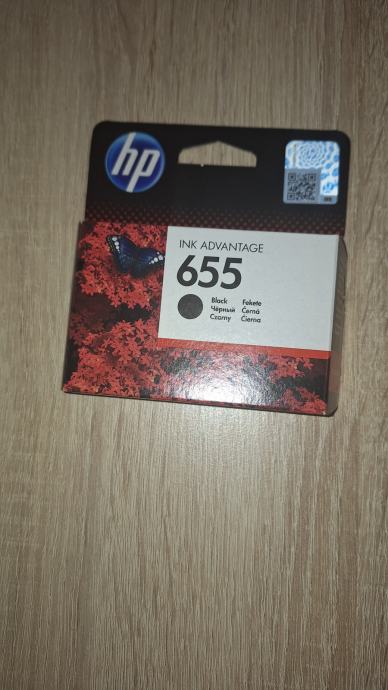 hp
INK ADVANTAGE
655
Black Fekete
Чёрный Černá
Czarny Čierna